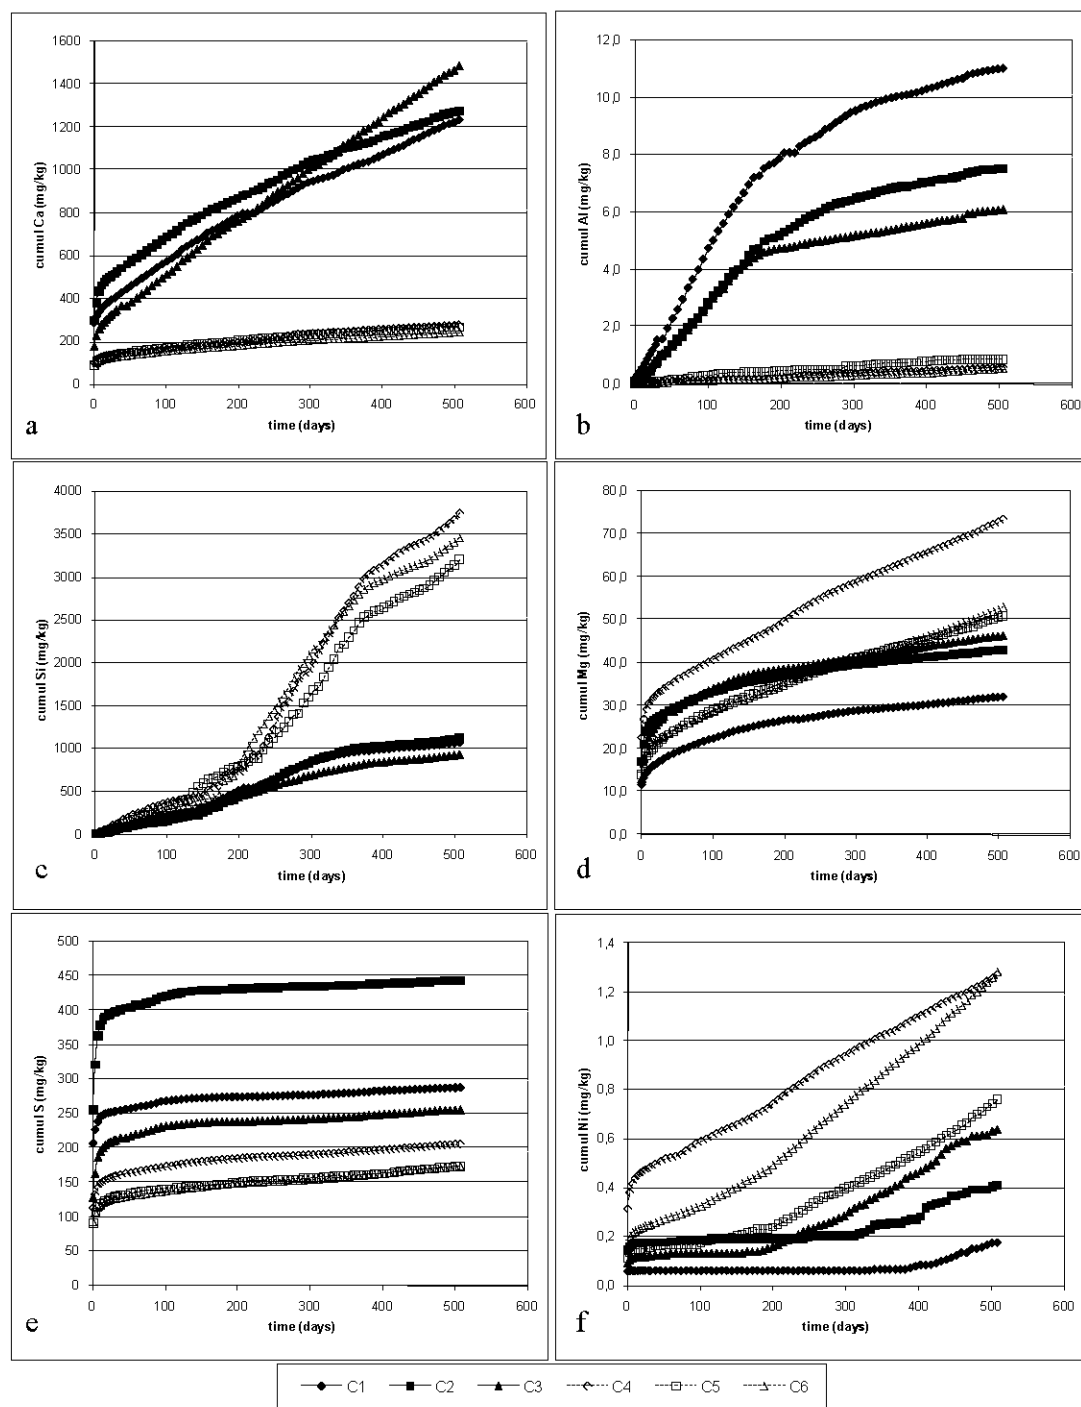 1600
1400
1200
1000
800
600
400
200
0
cumul Ca (mg/kg)
0 100 200 300 400 500 600
time (days)
a
12,0
10,0
8,0
6,0
4,0
2,0
0,0
cumul Al (mg/kg)
0 100 200 300 400 500 600
time (days)
b
4000
3500
3000
2500
2000
1500
1000
500
0
cumul Si (mg/kg)
0 100 200 300 400 500 600
time (days)
c
80,0
70,0
60,0
50,0
40,0
30,0
20,0
10,0
0,0
cumul Mg (mg/kg)
0 100 200 300 400 500 600
time (days)
d
500
450
400
350
300
250
200
150
100
50
0
cumul S (mg/kg)
0 100 200 300 400 500 600
time (days)
e
1,4
1,2
1,0
0,8
0,6
0,4
0,2
0,0
cumul Ni (mg/kg)
0 100 200 300 400 500 600
time (days)
f
C1 C2 C3 C4 C5 C6